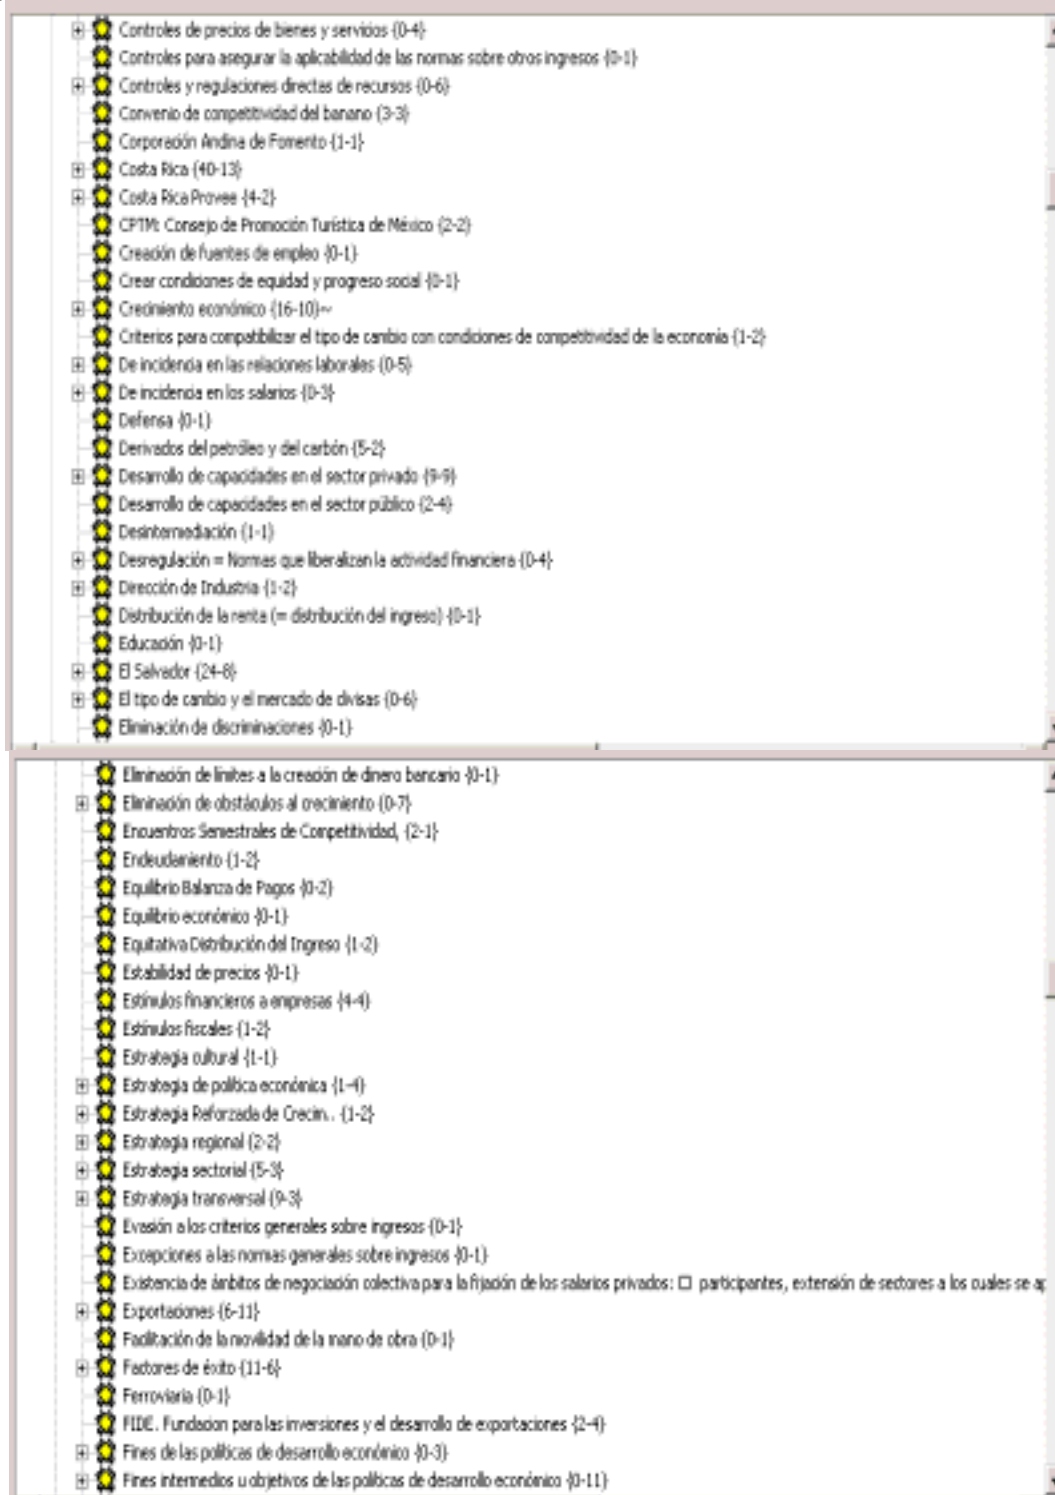 Controles de precios de bienes y servicios {0-4}
Controles para asegurar la aplicabilidad de las normas sobre otros ingresos {0-1}
Controles y regulaciones directas de recursos {0-6}
Convenio de competitividad del banano {3-3}
Corporación Andina de Fomento {1-1}
Costa Rica {40-13}
Costa Rica Provee {4-2}
CPTM: Consejo de Promoción Turística de México {2-2}
Creación de fuentes de empleo {0-1}
Crear condiciones de equidad y progreso social {0-1}
Crecimiento económico {16-10}~
Criterios para compatibilizar el tipo de cambio con condiciones de competitividad de la economía {1-2}
De incidencia en las relaciones laborales {0-5}
De incidencia en los salarios {0-3}
Defensa {0-1}
Derivados del petróleo y del carbón {5-2}
Desarrollo de capacidades en el sector privado {9-9}
Desarrollo de capacidades en el sector público {2-4}
Desintermediación {1-1}
Desregulación = Normas que liberalizan la actividad financiera {0-4}
Dirección de Industria {1-2}
Distribución de la renta (= distribución del ingreso) {0-1}
Educación {0-1}
El Salvador {24-8}
El tipo de cambio y el mercado de divisas {0-6}
Eliminación de discriminaciones {0-1}
Eliminación de límites a la creación de dinero bancario {0-1}
Eliminación de obstáculos al crecimiento {0-7}
Encuentros Semestrales de Competitividad, {2-1}
Endeudamiento {1-2}
Equilibrio Balanza de Pagos {0-2}
Equilibrio económico {0-1}
Equitativa Distribución del Ingreso {1-2}
Estabilidad de precios {0-1}
Estímulos financieros a empresas {4-4}
Estímulos fiscales {1-2}
Estrategia cultural {1-1}
Estrategia de política económica {1-4}
Estrategia Reforzada de Crecim.. {1-2}
Estrategia regional {2-2}
Estrategia sectorial {5-3}
Estrategia transversal {9-3}
Evasión a los criterios generales sobre ingresos {0-1}
Excepciones a las normas generales sobre ingresos {0-1}
Existencia de ámbitos de negociación colectiva para la fijación de los salarios privados: □ participantes, extensión de sectores a los cuales se ap
Exportaciones {6-11}
Facilitación de la movilidad de la mano de obra {0-1}
Factores de éxito {11-6}
Ferroviaria {0-1}
FIDE. Fundacion para las inversiones y el desarrollo de exportaciones {2-4}
Fines de las políticas de desarrollo económico {0-3}
Fines intermedios u objetivos de las políticas de desarrollo económico {0-11}